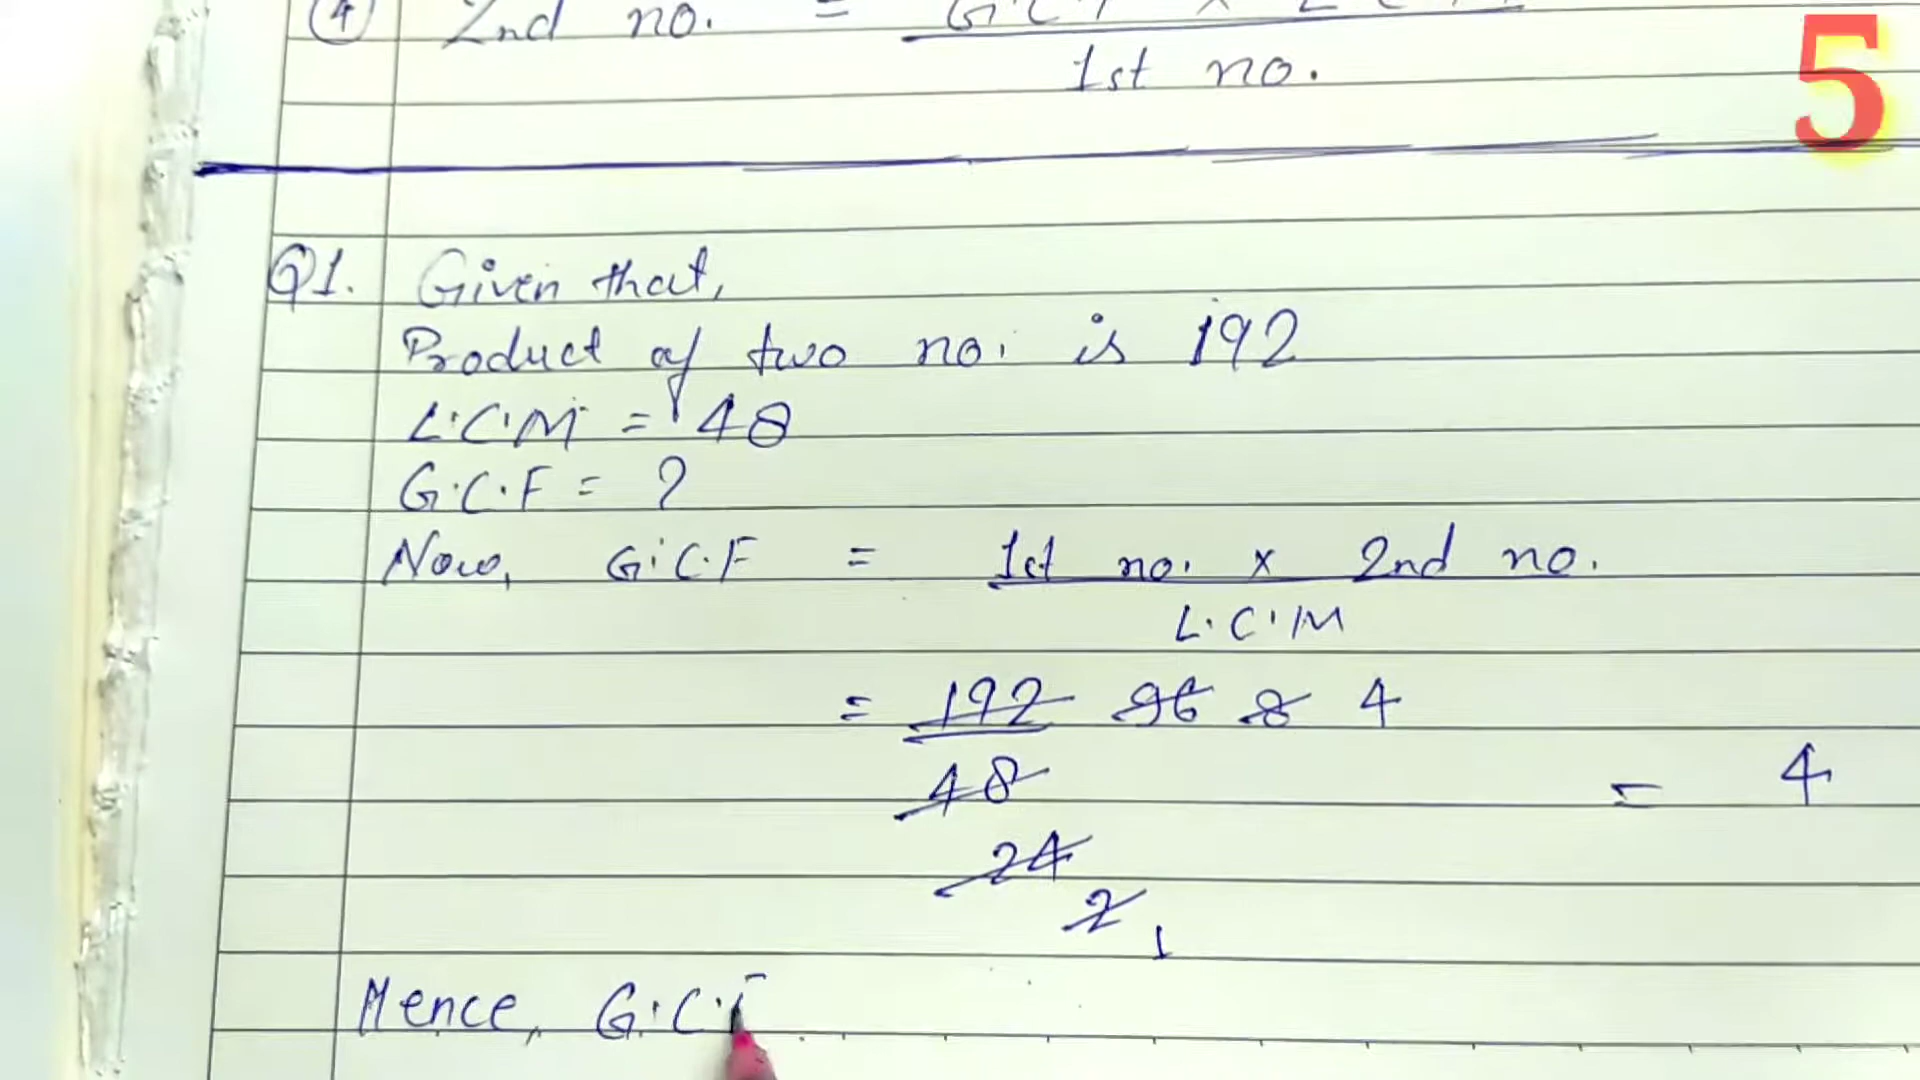 ④ 2nd no. = G.C.F × L.C.M
1st no.
5
Q1. Given that,
Product of two no. is 192
L.C.M = 48
G.C.F = ?
Now, G.C.F = 1st no. × 2nd no.
L.C.M
= 192 96 8 4
48 = 4
24
2 1
Hence, G.C.F